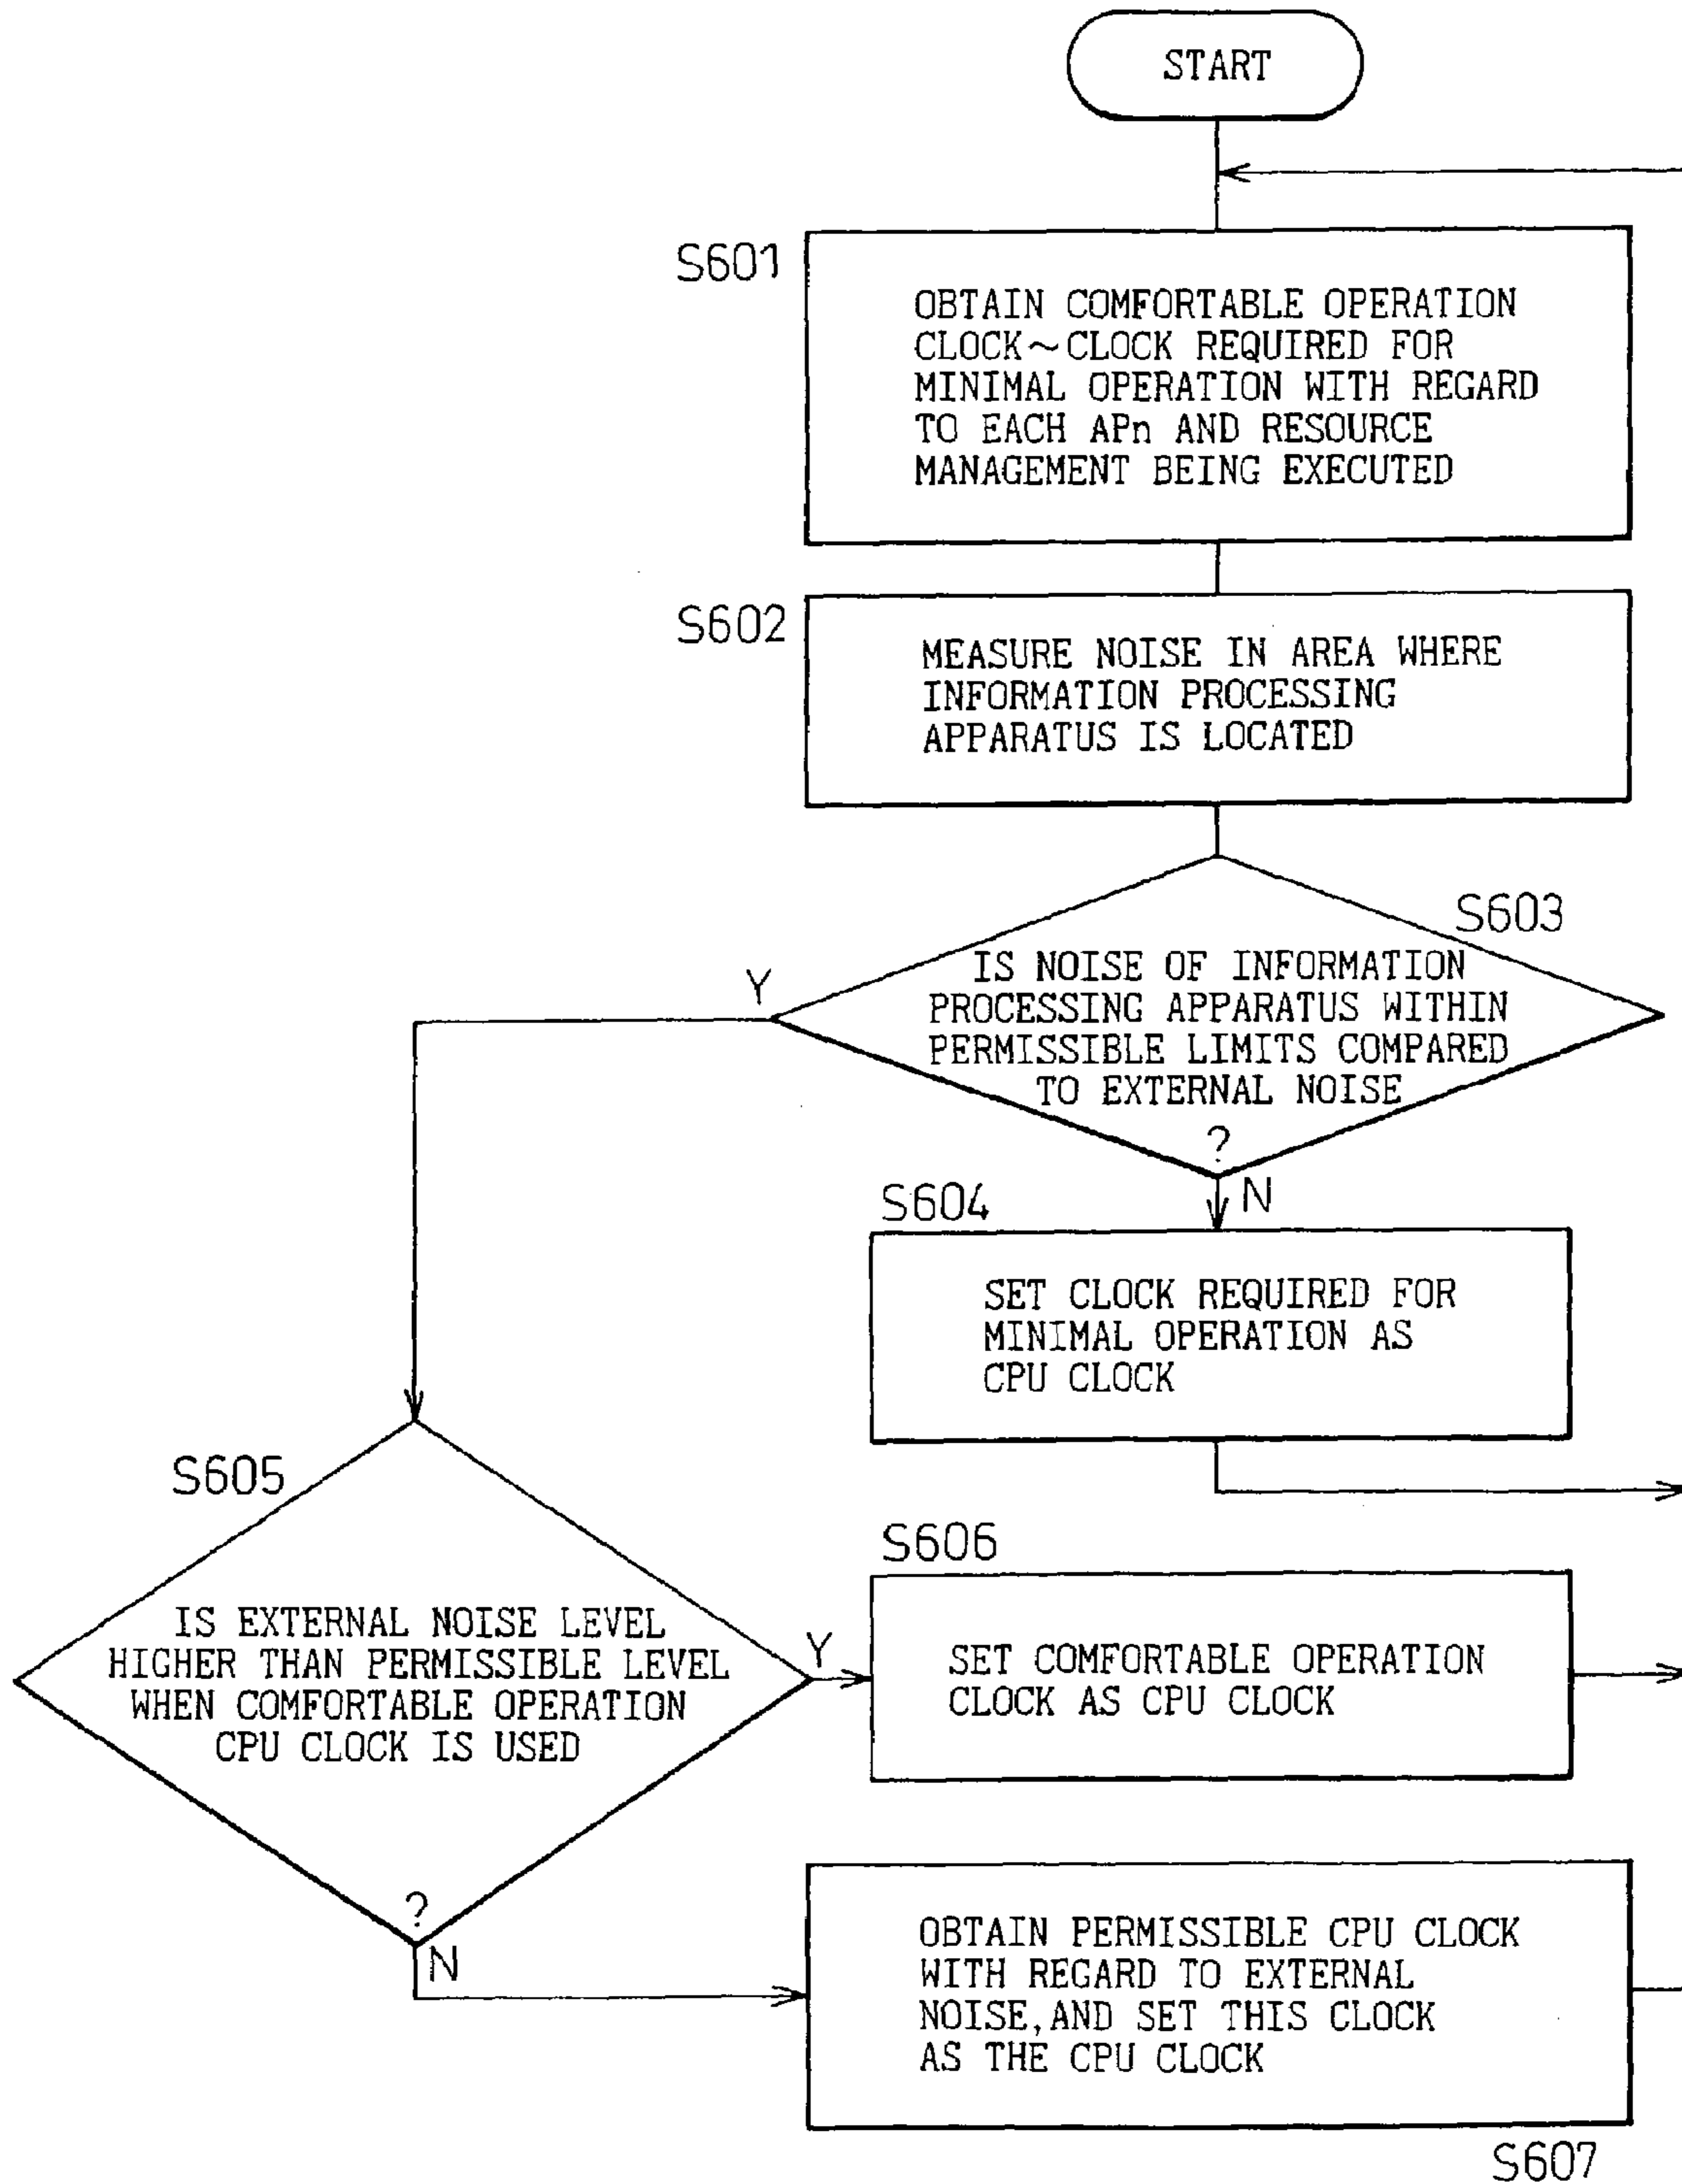 START
S601
OBTAIN COMFORTABLE OPERATION
CLOCK~CLOCK REQUIRED FOR
MINIMAL OPERATION WITH REGARD
TO EACH APn AND RESOURCE
MANAGEMENT BEING EXECUTED
S602
MEASURE NOISE IN AREA WHERE
INFORMATION PROCESSING
APPARATUS IS LOCATED
S603
IS NOISE OF INFORMATION
PROCESSING APPARATUS WITHIN
PERMISSIBLE LIMITS COMPARED
TO EXTERNAL NOISE
?
Y
N
S604
SET CLOCK REQUIRED FOR
MINIMAL OPERATION AS
CPU CLOCK
S605
IS EXTERNAL NOISE LEVEL
HIGHER THAN PERMISSIBLE LEVEL
WHEN COMFORTABLE OPERATION
CPU CLOCK IS USED
?
Y
N
S606
SET COMFORTABLE OPERATION
CLOCK AS CPU CLOCK
OBTAIN PERMISSIBLE CPU CLOCK
WITH REGARD TO EXTERNAL
NOISE, AND SET THIS CLOCK
AS THE CPU CLOCK
S607